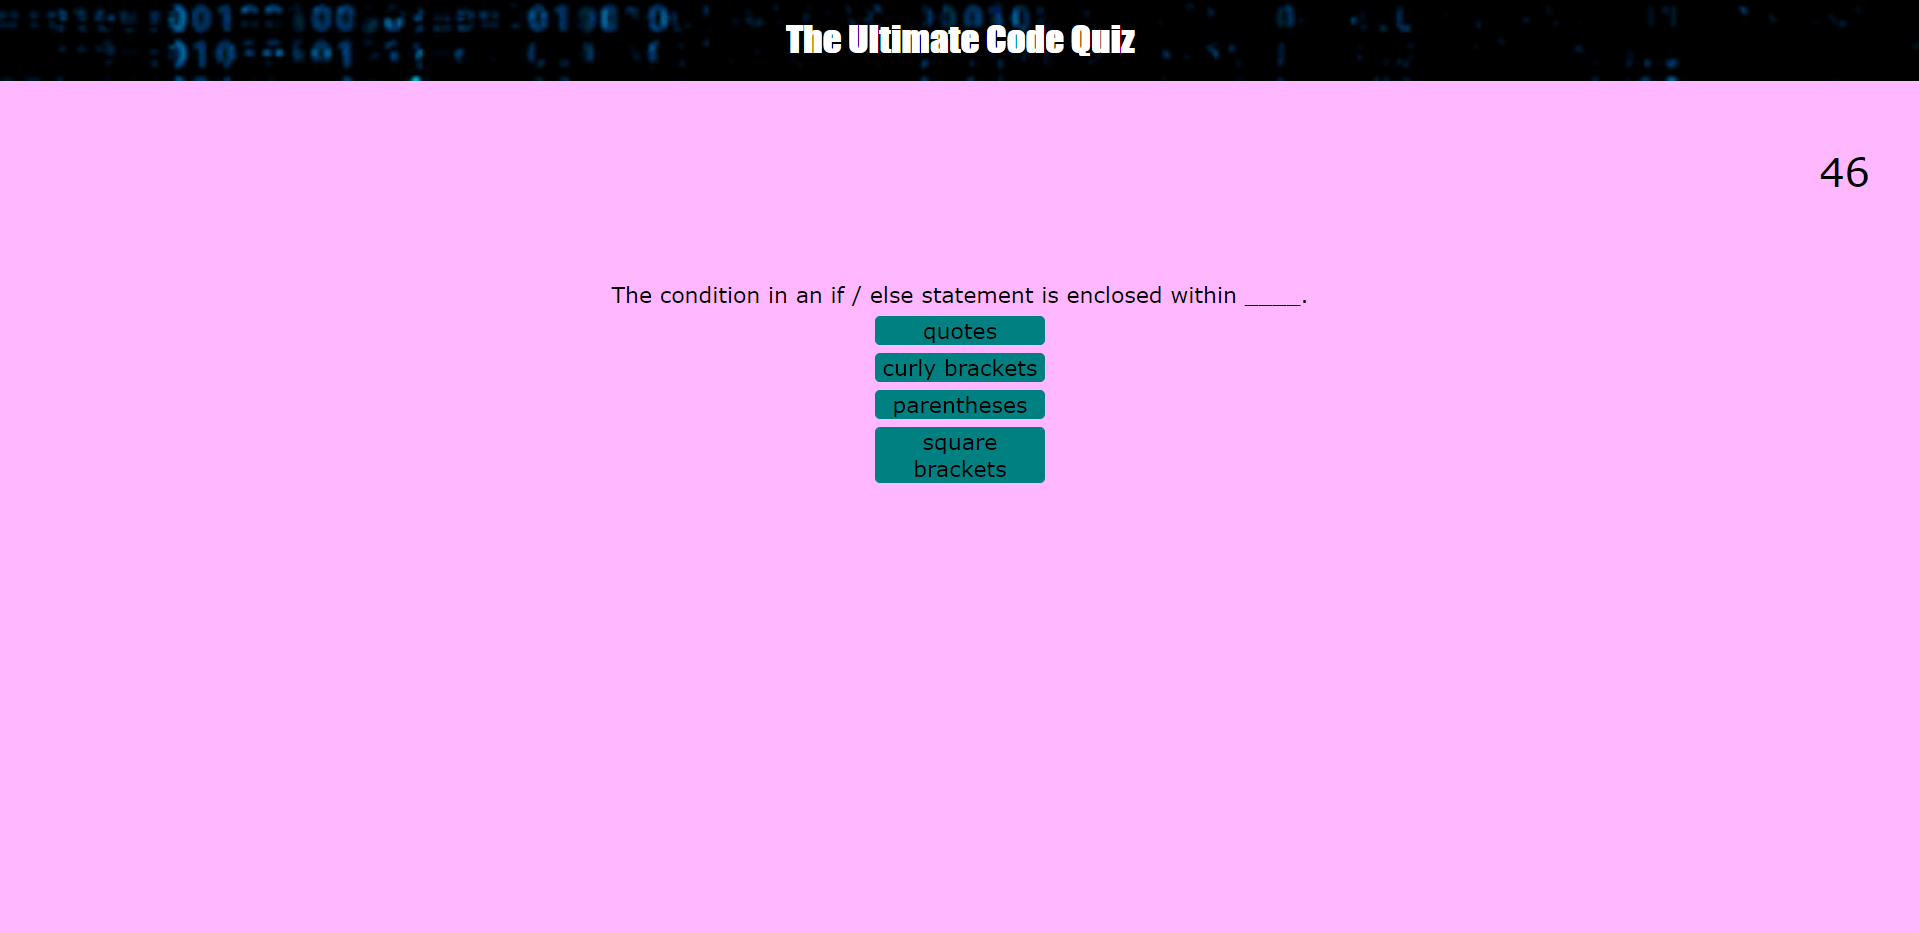 The Ultimate Code Quiz
46
The condition in an if / else statement is enclosed within ____.
quotes
curly brackets
parentheses
square
brackets